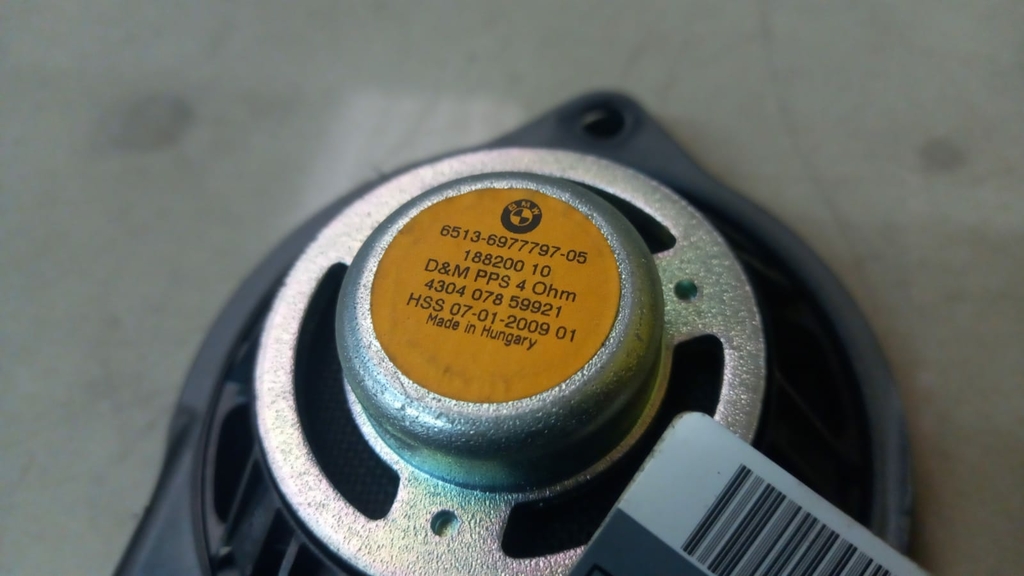 BMW
6513-6977797-05
188200 10
D&M PPS 4 Ohm
4304 078 59921
HSS 07-01-2009 01
Made in Hungary